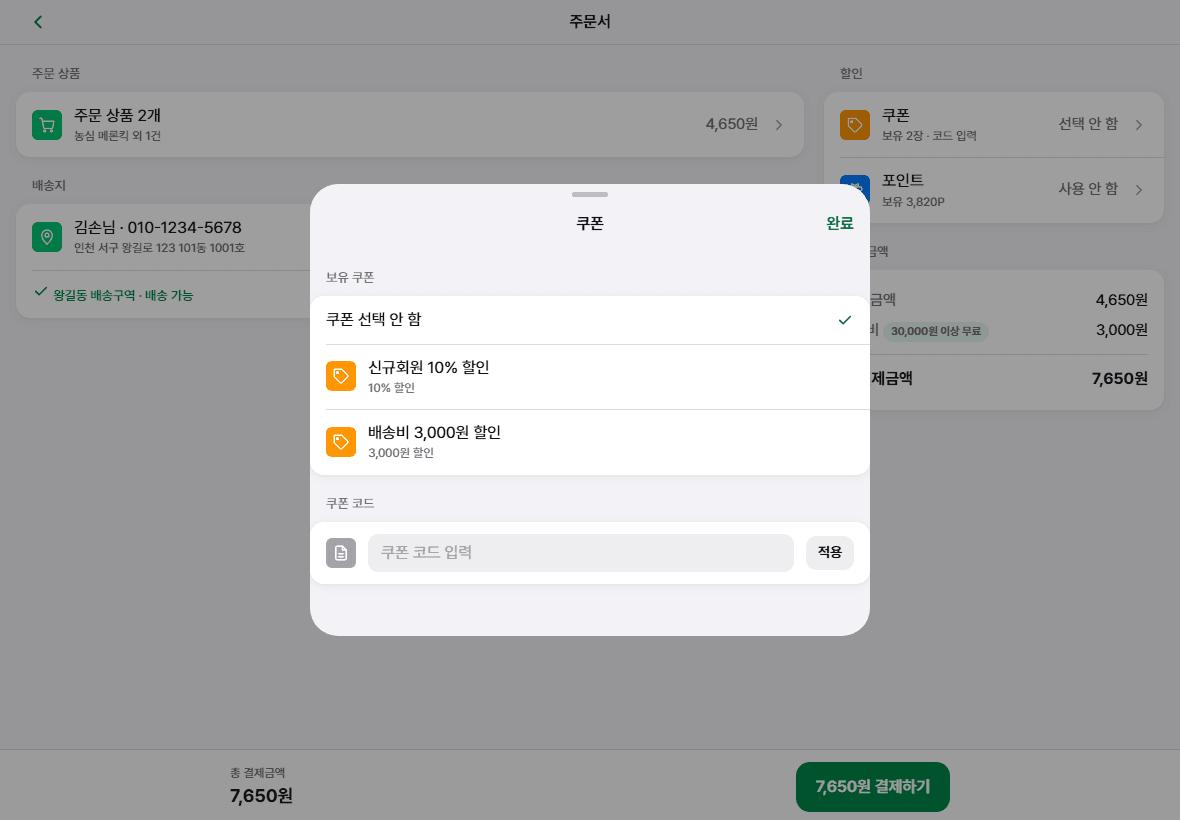 주문서
주문 상품
주문 상품 2개
농심 메론킥 외 1건
4,650원
배송지
김손님 · 010-1234-5678
인천 서구 왕길로 123 101동 1001호
왕길동 배송구역 · 배송 가능
할인
쿠폰
보유 2장 · 코드 입력
선택 안 함
포인트
보유 3,820P
사용 안 함
금액
금액
4,650원
비
30,000원 이상 무료
3,000원
제금액
7,650원
쿠폰
완료
보유 쿠폰
쿠폰 선택 안 함
신규회원 10% 할인
10% 할인
배송비 3,000원 할인
3,000원 할인
쿠폰 코드
쿠폰 코드 입력
적용
총 결제금액
7,650원
7,650원 결제하기